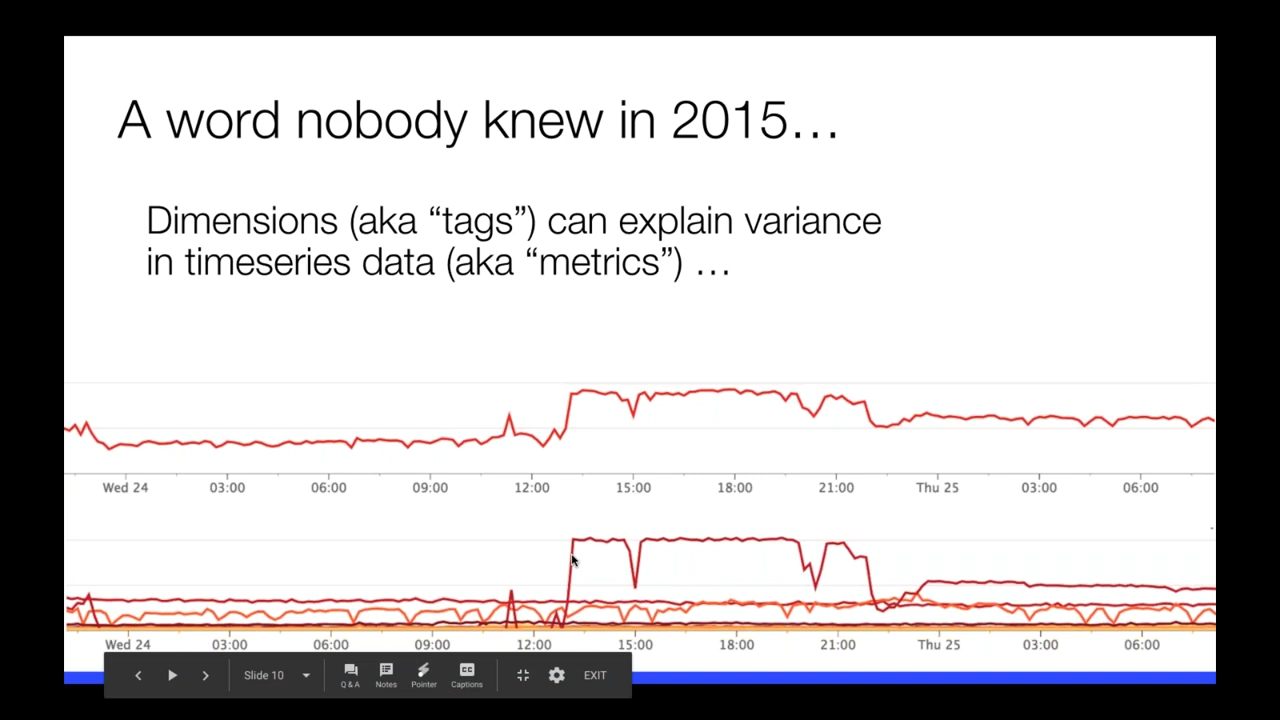 A word nobody knew in 2015…
Dimensions (aka “tags”) can explain variance
in timeseries data (aka “metrics”) …
Wed 24 03:00 06:00 09:00 12:00 15:00 18:00 21:00 Thu 25 03:00 06:00
Wed 24 03:00 06:00 09:00 12:00 15:00 18:00 21:00 Thu 25 03:00 06:00
Slide 10 Q & A Notes Pointer CC Captions EXIT